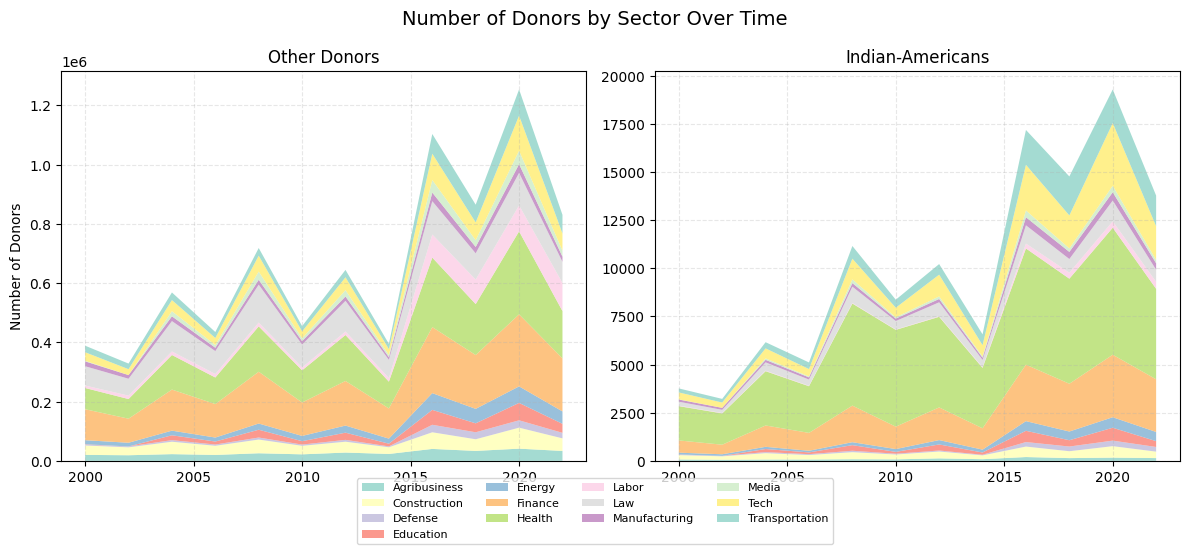 Number of Donors by Sector Over Time
Other Donors
1e6
Number of Donors
1.2
1.0
0.8
0.6
0.4
0.2
0.0
2000
2005
2010
2015
2020
Indian-Americans
20000
17500
15000
12500
10000
7500
5000
2500
0
2000
2005
2010
2015
2020
Agribusiness
Construction
Defense
Education
Energy
Finance
Health
Labor
Law
Manufacturing
Media
Tech
Transportation